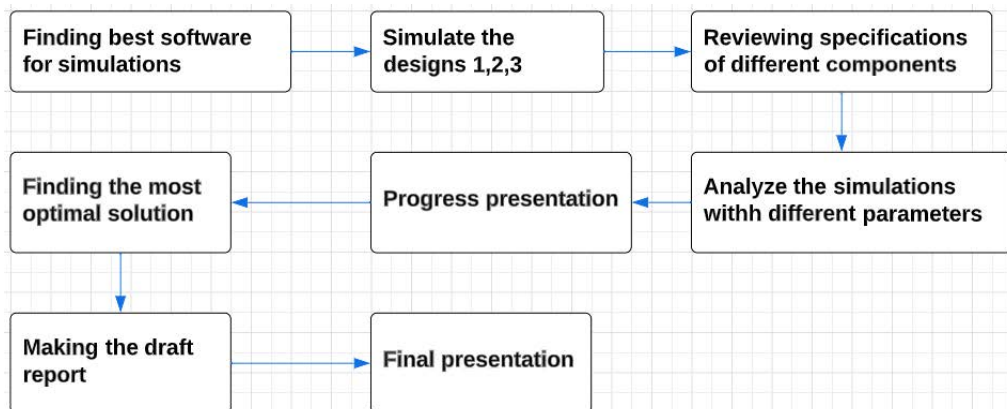 Finding best software
for simulations
Simulate the
designs 1,2,3
Reviewing specifications
of different components
Analyze the simulations
withh different parameters
Progress presentation
Finding the most
optimal solution
Making the draft
report
Final presentation